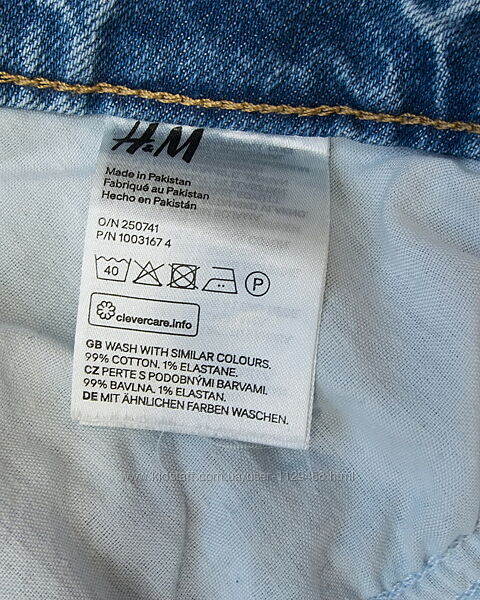 H&M
Made in Pakistan
Fabriqué au Pakistan
Hecho en Pakistán
O/N 250741
P/N 1003167 4
40 P
clevercare.info
GB WASH WITH SIMILAR COLOURS.
99% COTTON. 1% ELASTANE.
CZ PERTE S PODOBNÝMI BARVAMI.
99% BAVLNA. 1% ELASTAN.
DE MIT ÄHNLICHEN FARBEN WASCHEN.